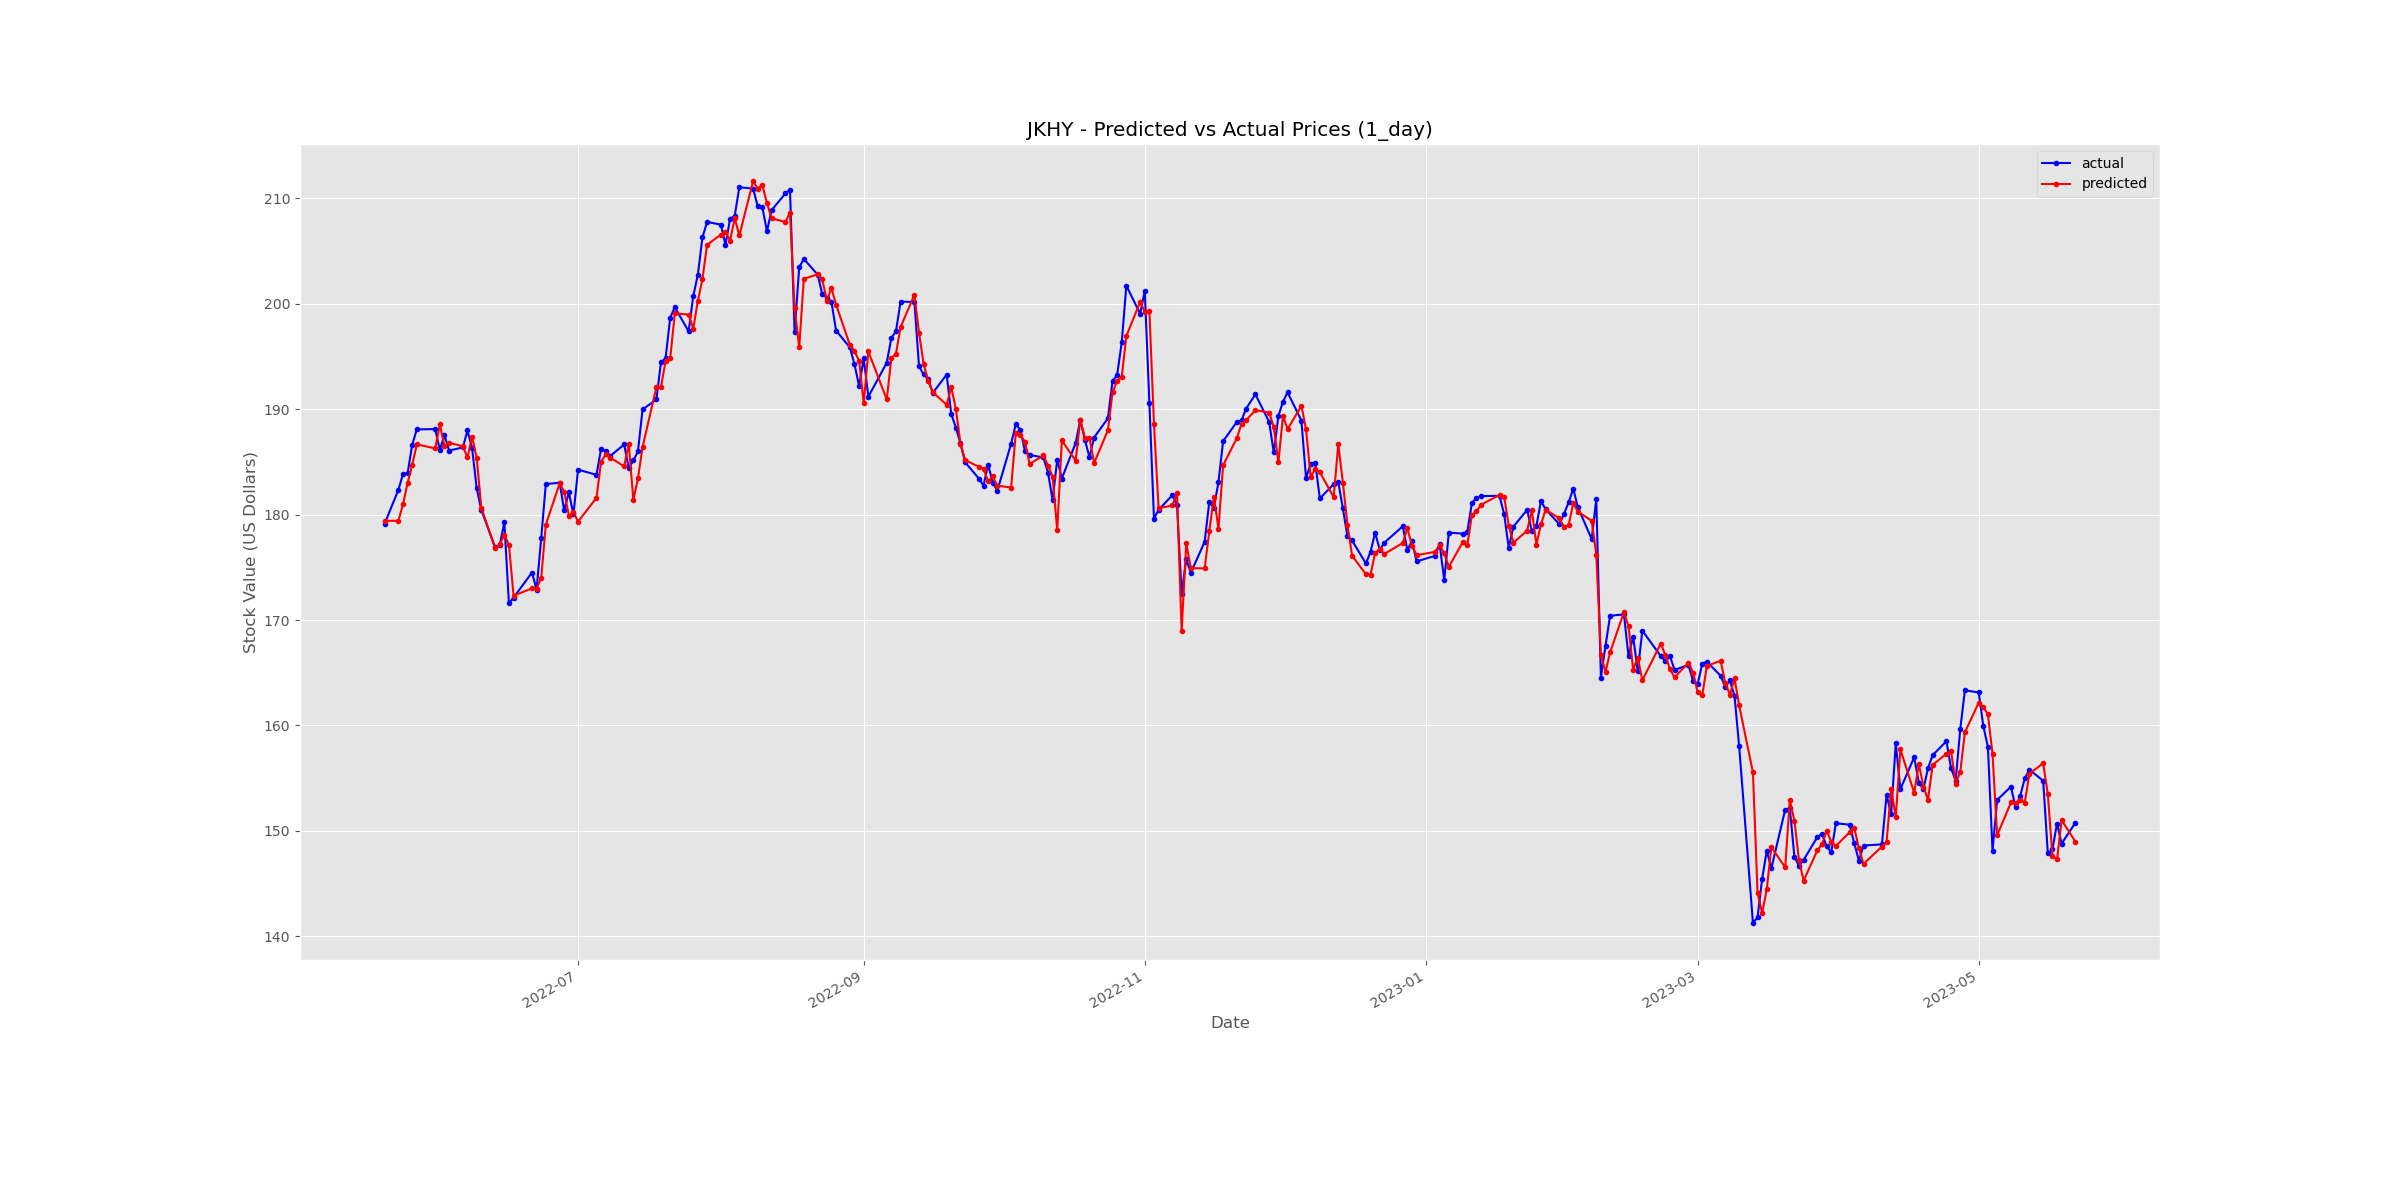 JKHY - Predicted vs Actual Prices (1_day)
actual
predicted
Stock Value (US Dollars)
210
200
190
180
170
160
150
140
2022-07
2022-09
2022-11
2023-01
2023-03
2023-05
Date